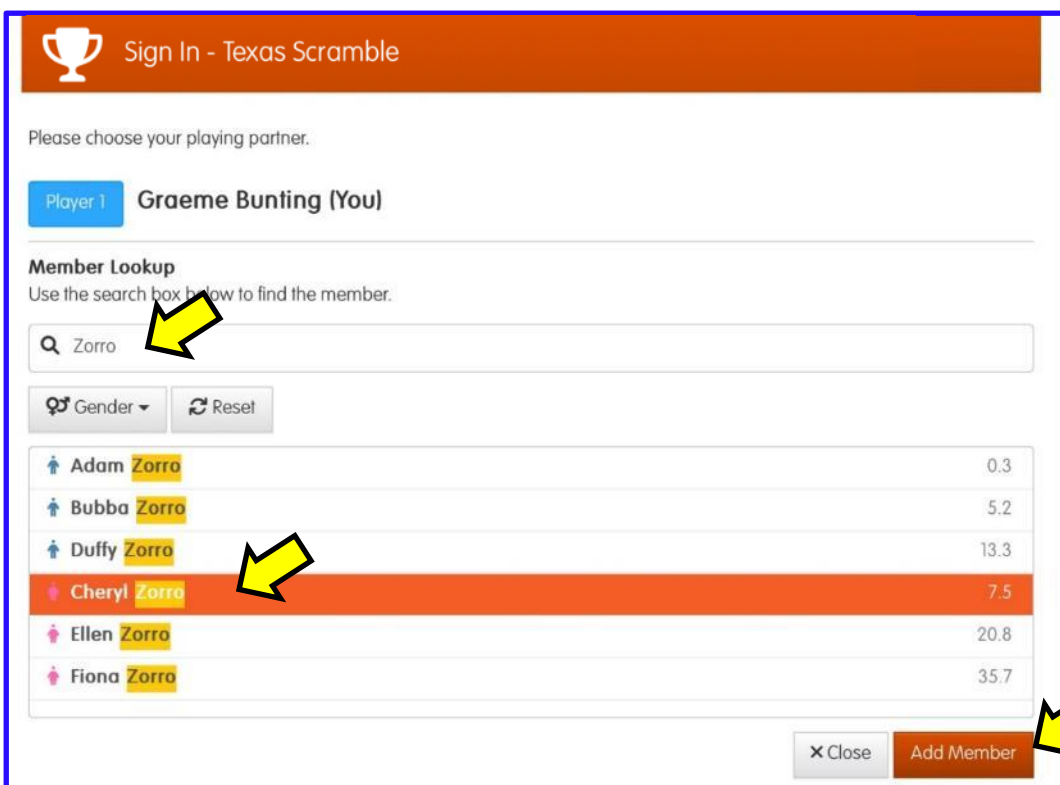 Sign In - Texas Scramble
Please choose your playing partner.
Player 1 Graeme Bunting (You)
Member Lookup
Use the search box below to find the member.
Zorro
Gender Reset
Adam Zorro 0.3
Bubba Zorro 5.2
Duffy Zorro 13.3
Cheryl Zorro 7.5
Ellen Zorro 20.8
Fiona Zorro 35.7
Close Add Member